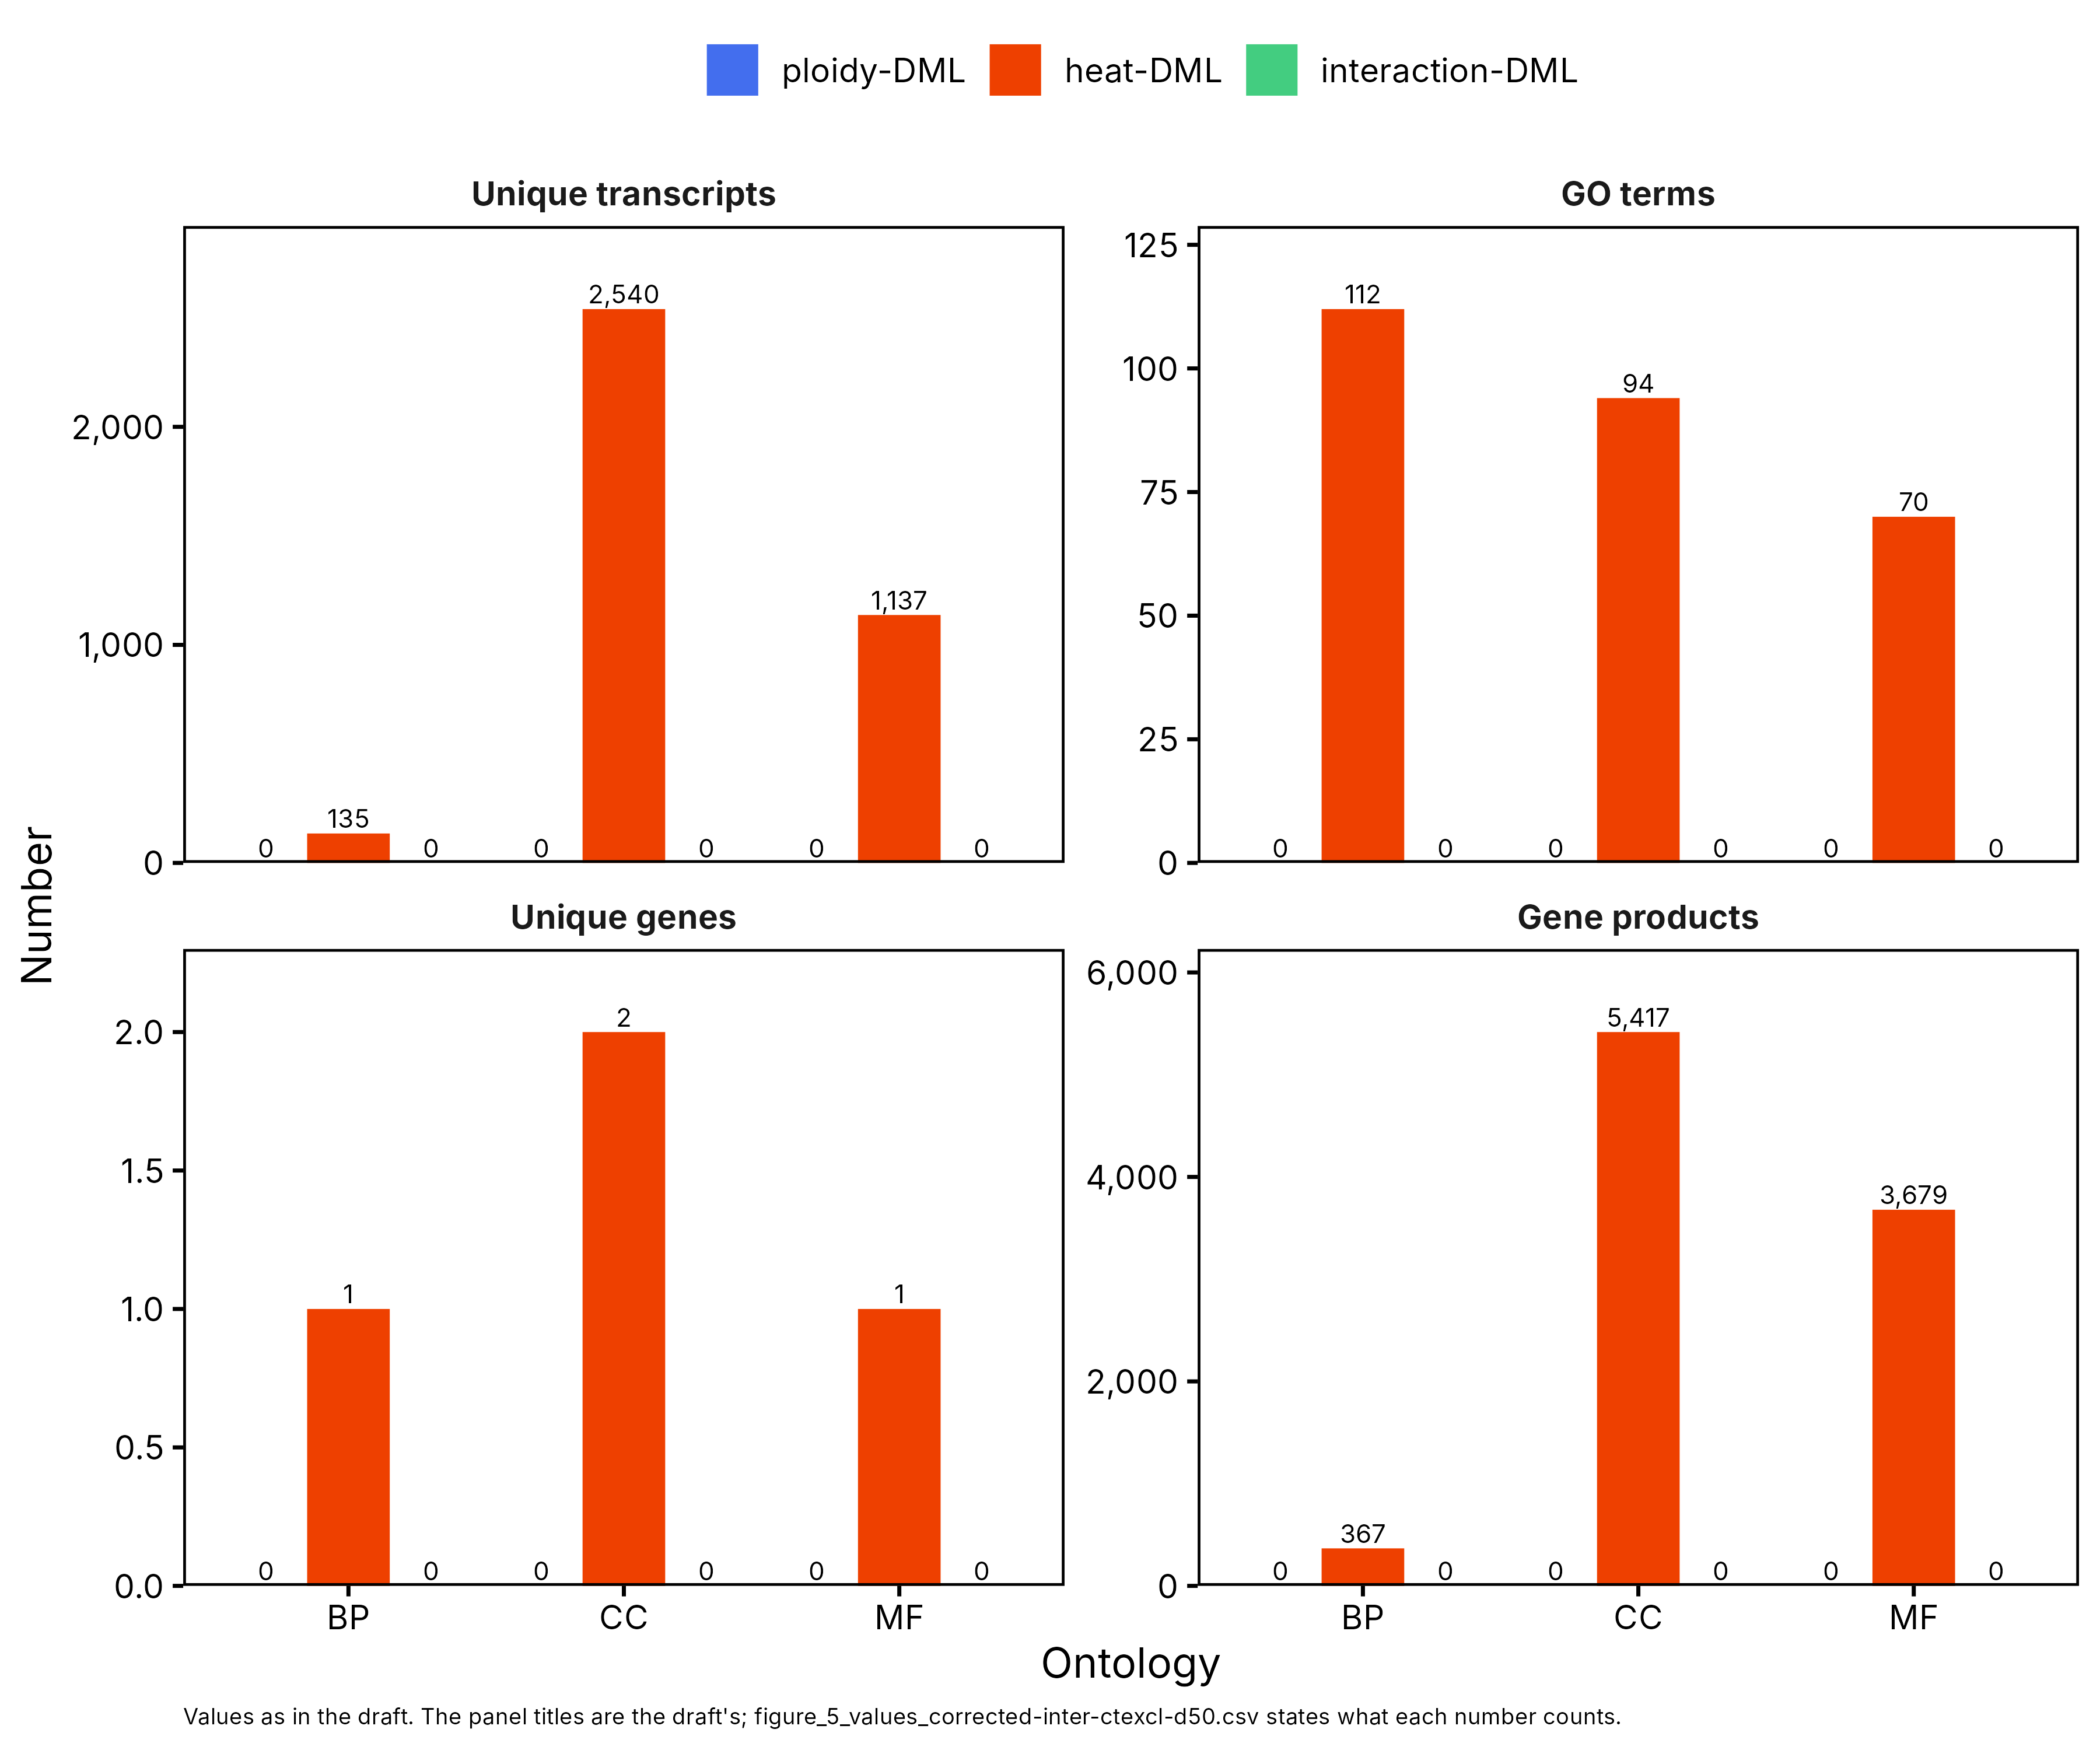 ploidy-DML heat-DML interaction-DML
Unique transcripts
2,000
1,000
0
0 135 0 0 2,540 0 0 1,137 0
GO terms
125
100
75
50
25
0
0 112 0 0 94 0 0 70 0
Number
Unique genes
2.0
1.5
1.0
0.5
0.0
0 1 0 0 2 0 0 1 0
BP CC MF
Gene products
6,000
4,000
2,000
0
0 367 0 0 5,417 0 0 3,679 0
BP CC MF
Ontology
Values as in the draft. The panel titles are the draft's; figure_5_values_corrected-inter-ctexcl-d50.csv states what each number counts.